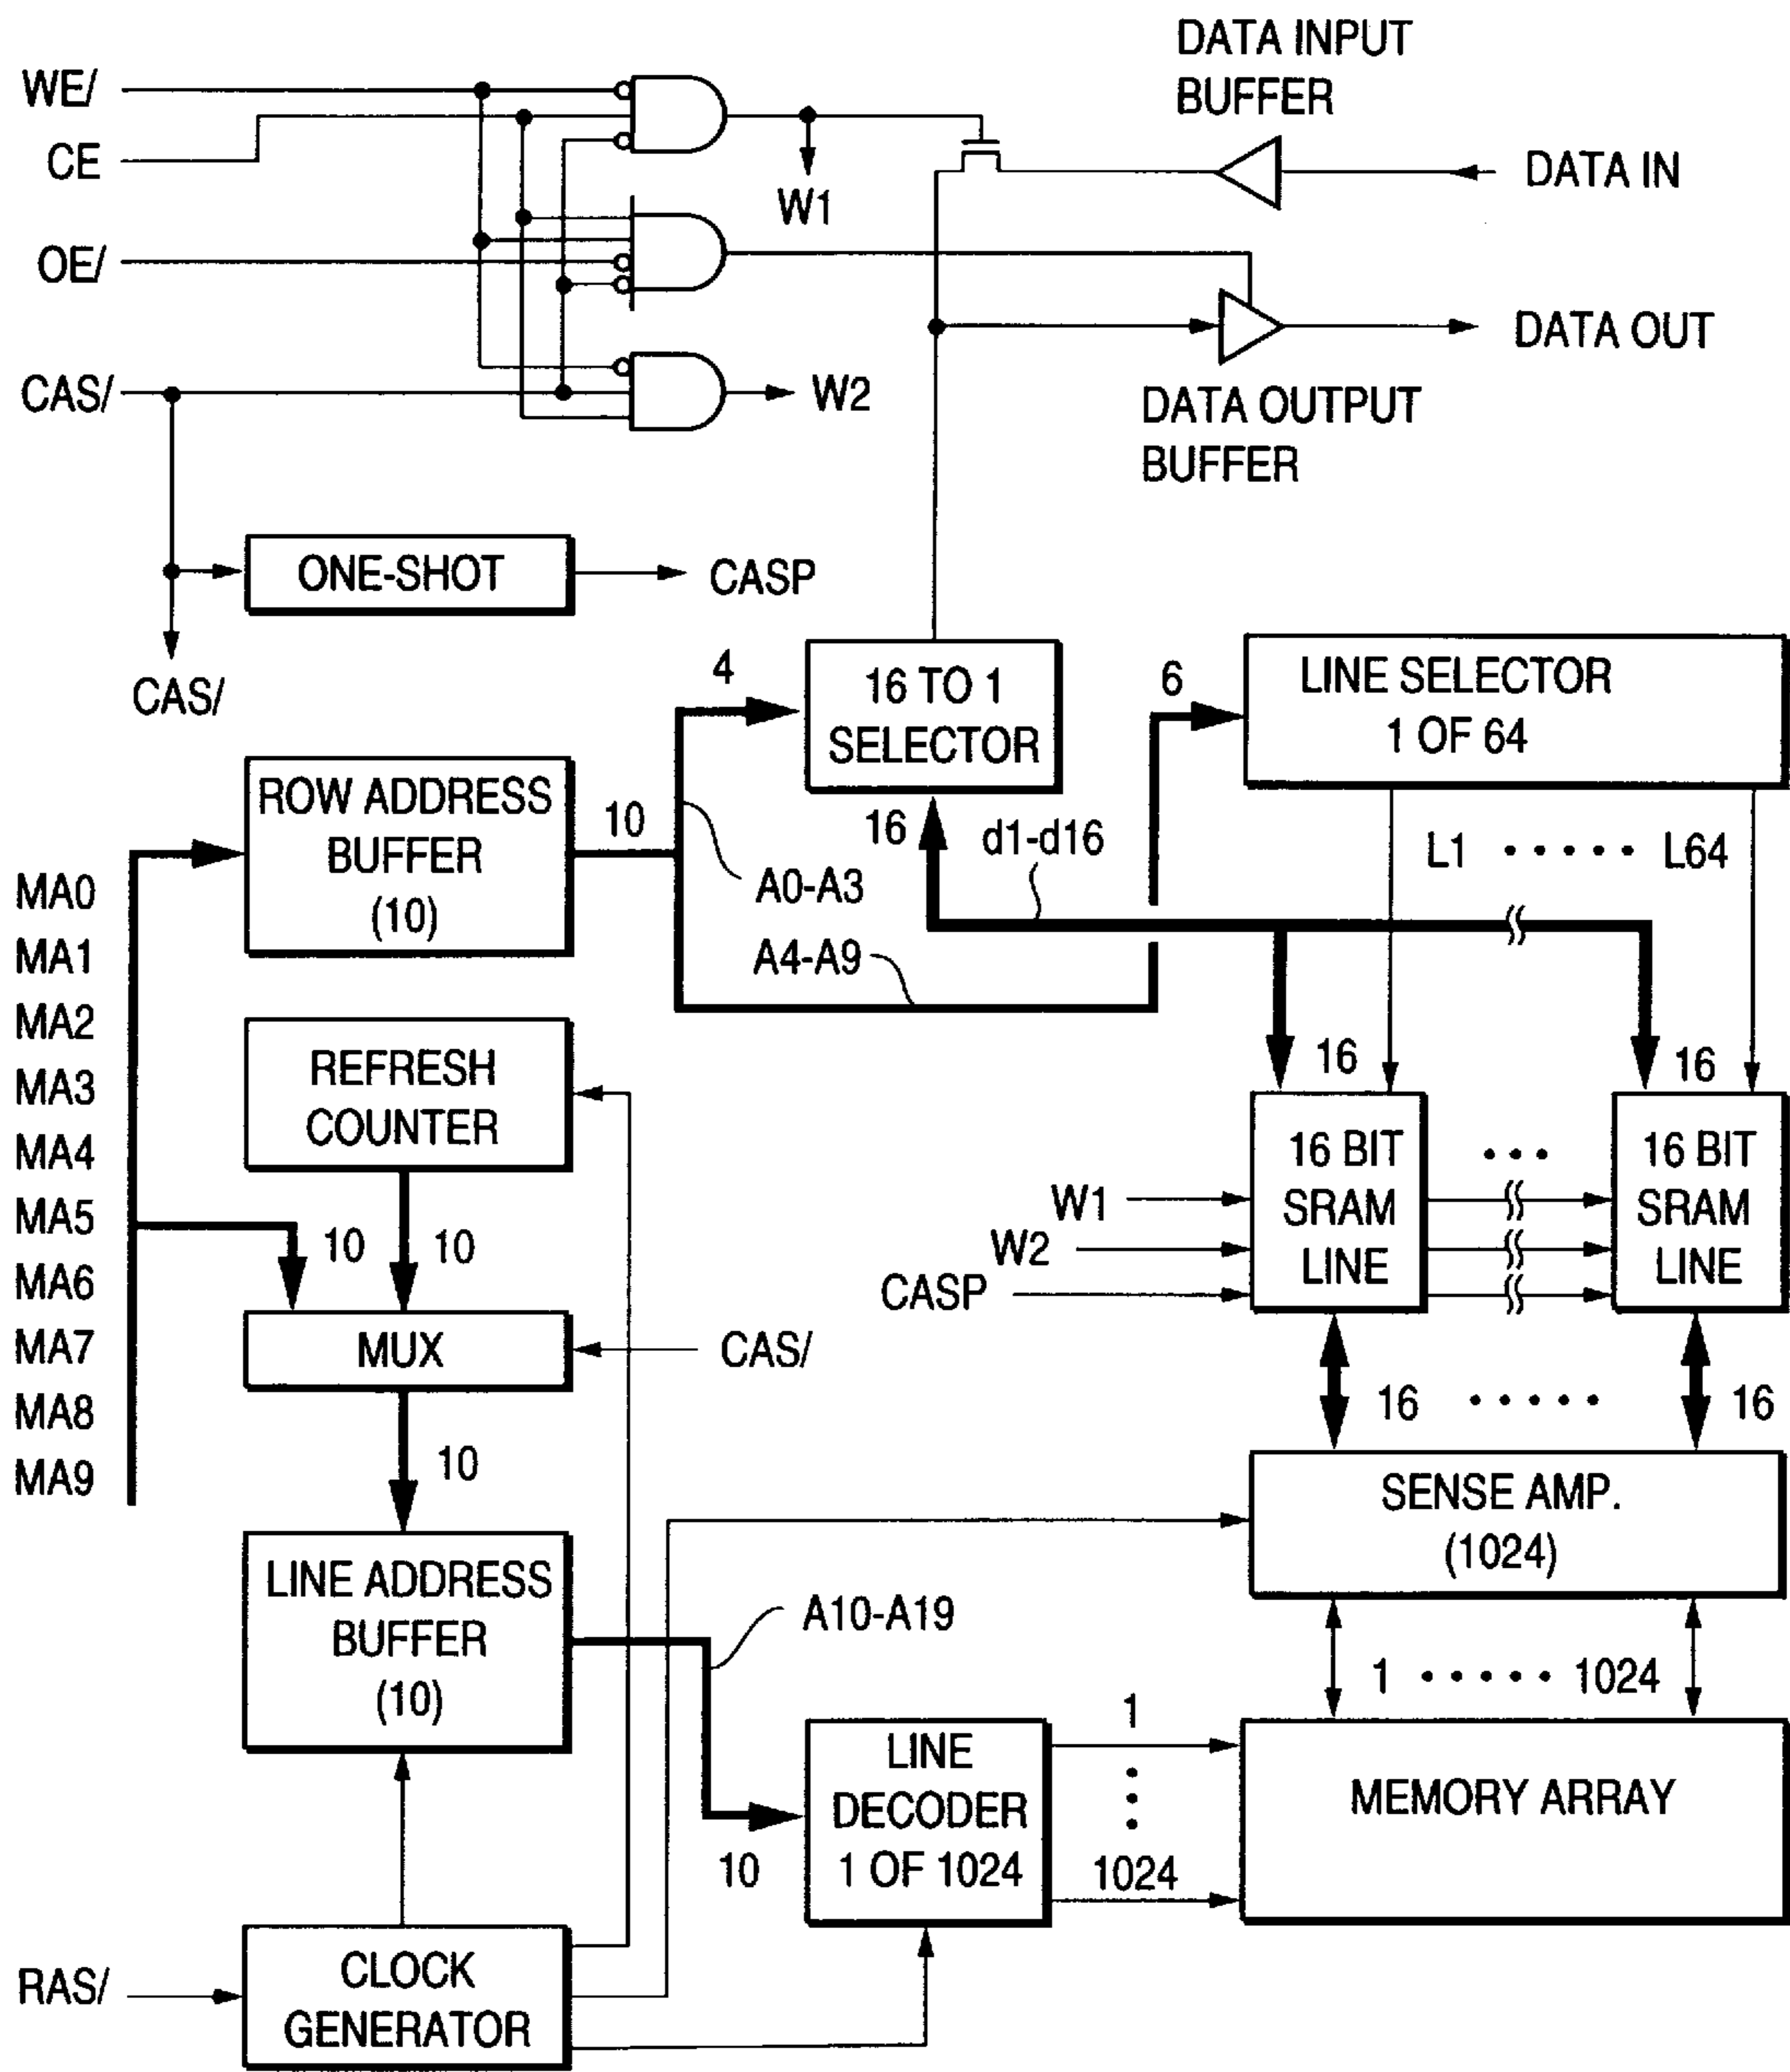 DATA INPUT
BUFFER
WE/
CE
W1
DATA IN
OE/
DATA OUT
CAS/
W2
DATA OUTPUT
BUFFER
ONE-SHOT
CASP
CAS/
4
16 TO 1
SELECTOR
6
LINE SELECTOR
1 OF 64
ROW ADDRESS
BUFFER
(10)
10
16
d1-d16
L1 ····· L64
A0-A3
A4-A9
MA0
MA1
MA2
MA3
MA4
MA5
MA6
MA7
MA8
MA9
REFRESH
COUNTER
16
16
10
10
W1
W2
CASP
16 BIT
SRAM
LINE
···
16 BIT
SRAM
LINE
MUX
CAS/
16 ····· 16
10
SENSE AMP.
(1024)
LINE ADDRESS
BUFFER
(10)
A10-A19
1 ····· 1024
10
LINE
DECODER
1 OF 1024
1
1024
MEMORY ARRAY
RAS/
CLOCK
GENERATOR